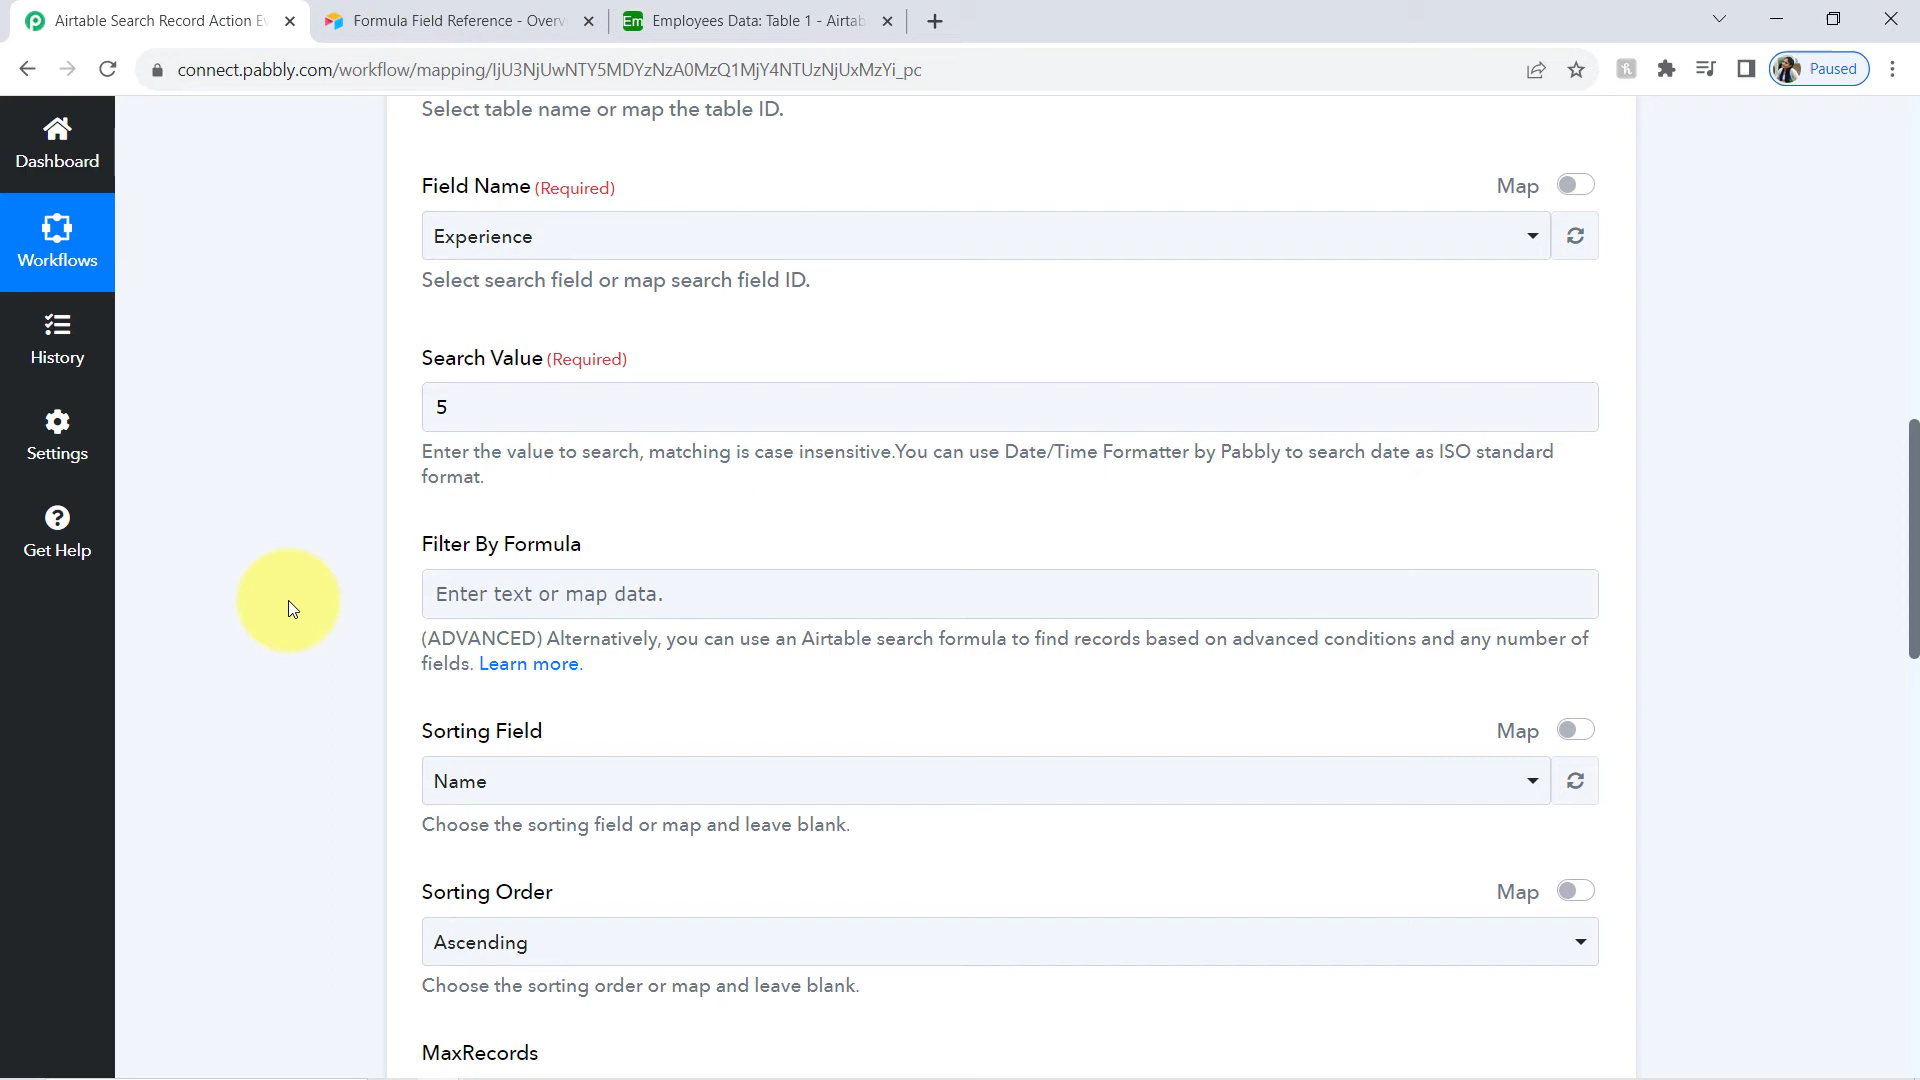 Airtable Search Record Action Ev
Formula Field Reference - Overv
Em Employees Data: Table 1 - Airtab
connect.pabbly.com/workflow/mapping/IjU3NjUwNTY5MDYzNzA0MzQ1MjY4NTUzNjUxMzYi_pc
Paused
Dashboard
Workflows
History
Settings
Get Help
Select table name or map the table ID.
Field Name (Required)
Map
Experience
Select search field or map search field ID.
Search Value (Required)
5
Enter the value to search, matching is case insensitive.You can use Date/Time Formatter by Pabbly to search date as ISO standard
format.
Filter By Formula
Enter text or map data.
(ADVANCED) Alternatively, you can use an Airtable search formula to find records based on advanced conditions and any number of
fields. Learn more.
Sorting Field
Map
Name
Choose the sorting field or map and leave blank.
Sorting Order
Map
Ascending
Choose the sorting order or map and leave blank.
MaxRecords